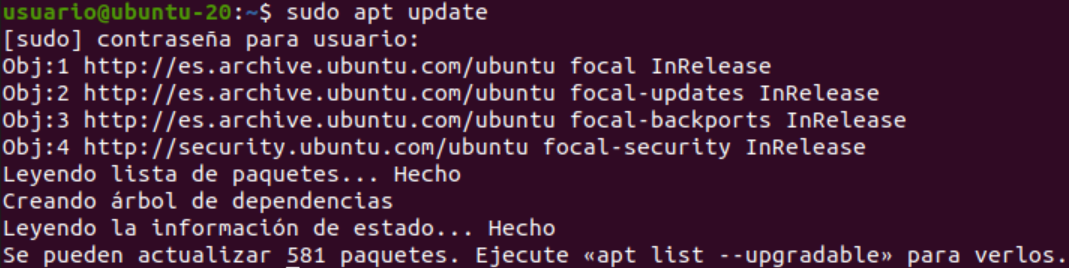 usuario@ubuntu-20:~$ sudo apt update
[sudo] contraseña para usuario:
Obj:1 http://es.archive.ubuntu.com/ubuntu focal InRelease
Obj:2 http://es.archive.ubuntu.com/ubuntu focal-updates InRelease
Obj:3 http://es.archive.ubuntu.com/ubuntu focal-backports InRelease
Obj:4 http://security.ubuntu.com/ubuntu focal-security InRelease
Leyendo lista de paquetes... Hecho
Creando árbol de dependencias
Leyendo la información de estado... Hecho
Se pueden actualizar 581 paquetes. Ejecute «apt list --upgradable» para verlos.